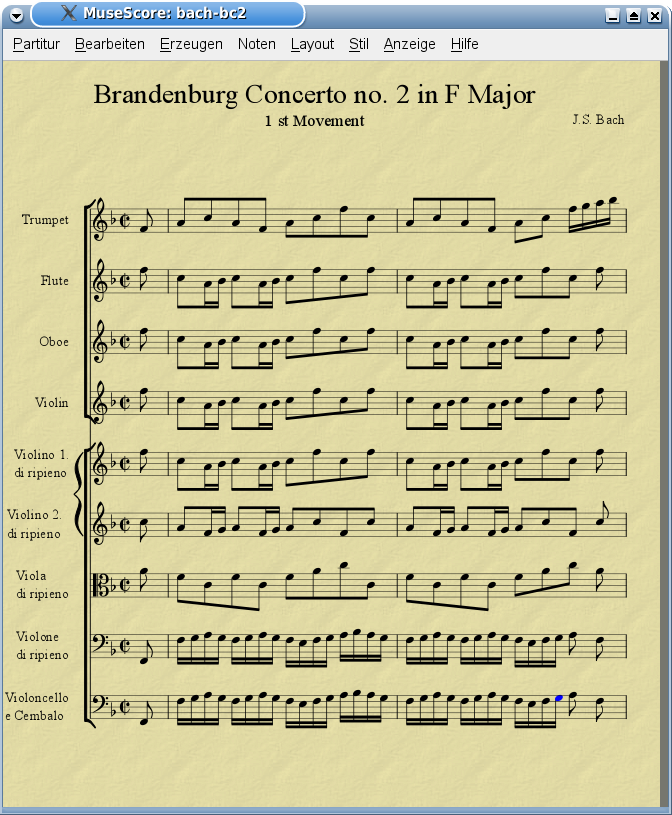 MuseScore: bach-bc2
Partitur Bearbeiten Erzeugen Noten Layout Stil Anzeige Hilfe
Brandenburg Concerto no. 2 in F Major
1 st Movement
J.S. Bach
Trumpet
Flute
Oboe
Violin
Violino 1.
di ripieno
Violino 2.
di ripieno
Viola
di ripieno
Violone
di ripieno
Violoncello
e Cembalo